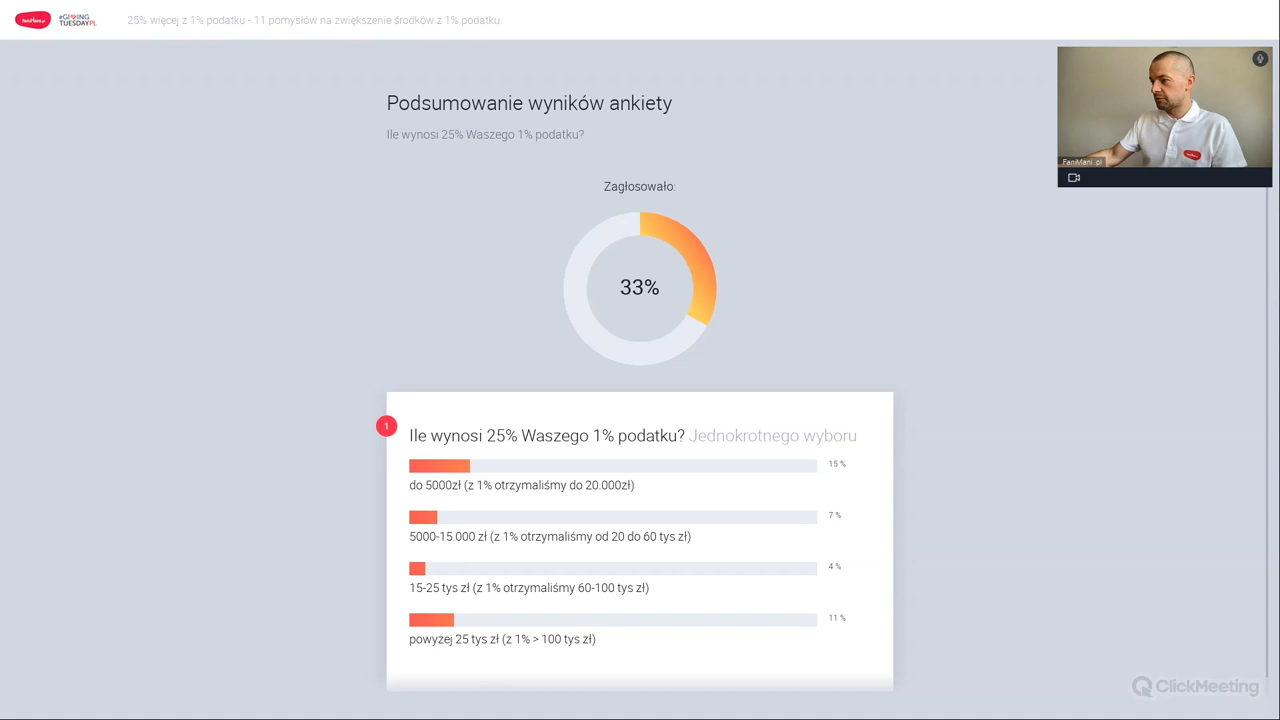 FaniMani.pl
#GIVING
TUESDAYPL
25% więcej z 1% podatku - 11 pomysłów na zwiększenie środków z 1% podatku.
Podsumowanie wyników ankiety
Ile wynosi 25% Waszego 1% podatku?
FaniMani .pl
Zagłosowało:
33%
1
Ile wynosi 25% Waszego 1% podatku? Jednokrotnego wyboru
15 %
do 5000zł (z 1% otrzymaliśmy do 20.000zł)
7 %
5000-15.000 zł (z 1% otrzymaliśmy od 20 do 60 tys zł)
4 %
15-25 tys zł (z 1% otrzymaliśmy 60-100 tys zł)
11 %
powyżej 25 tys zł (z 1% > 100 tys zł)
ClickMeeting